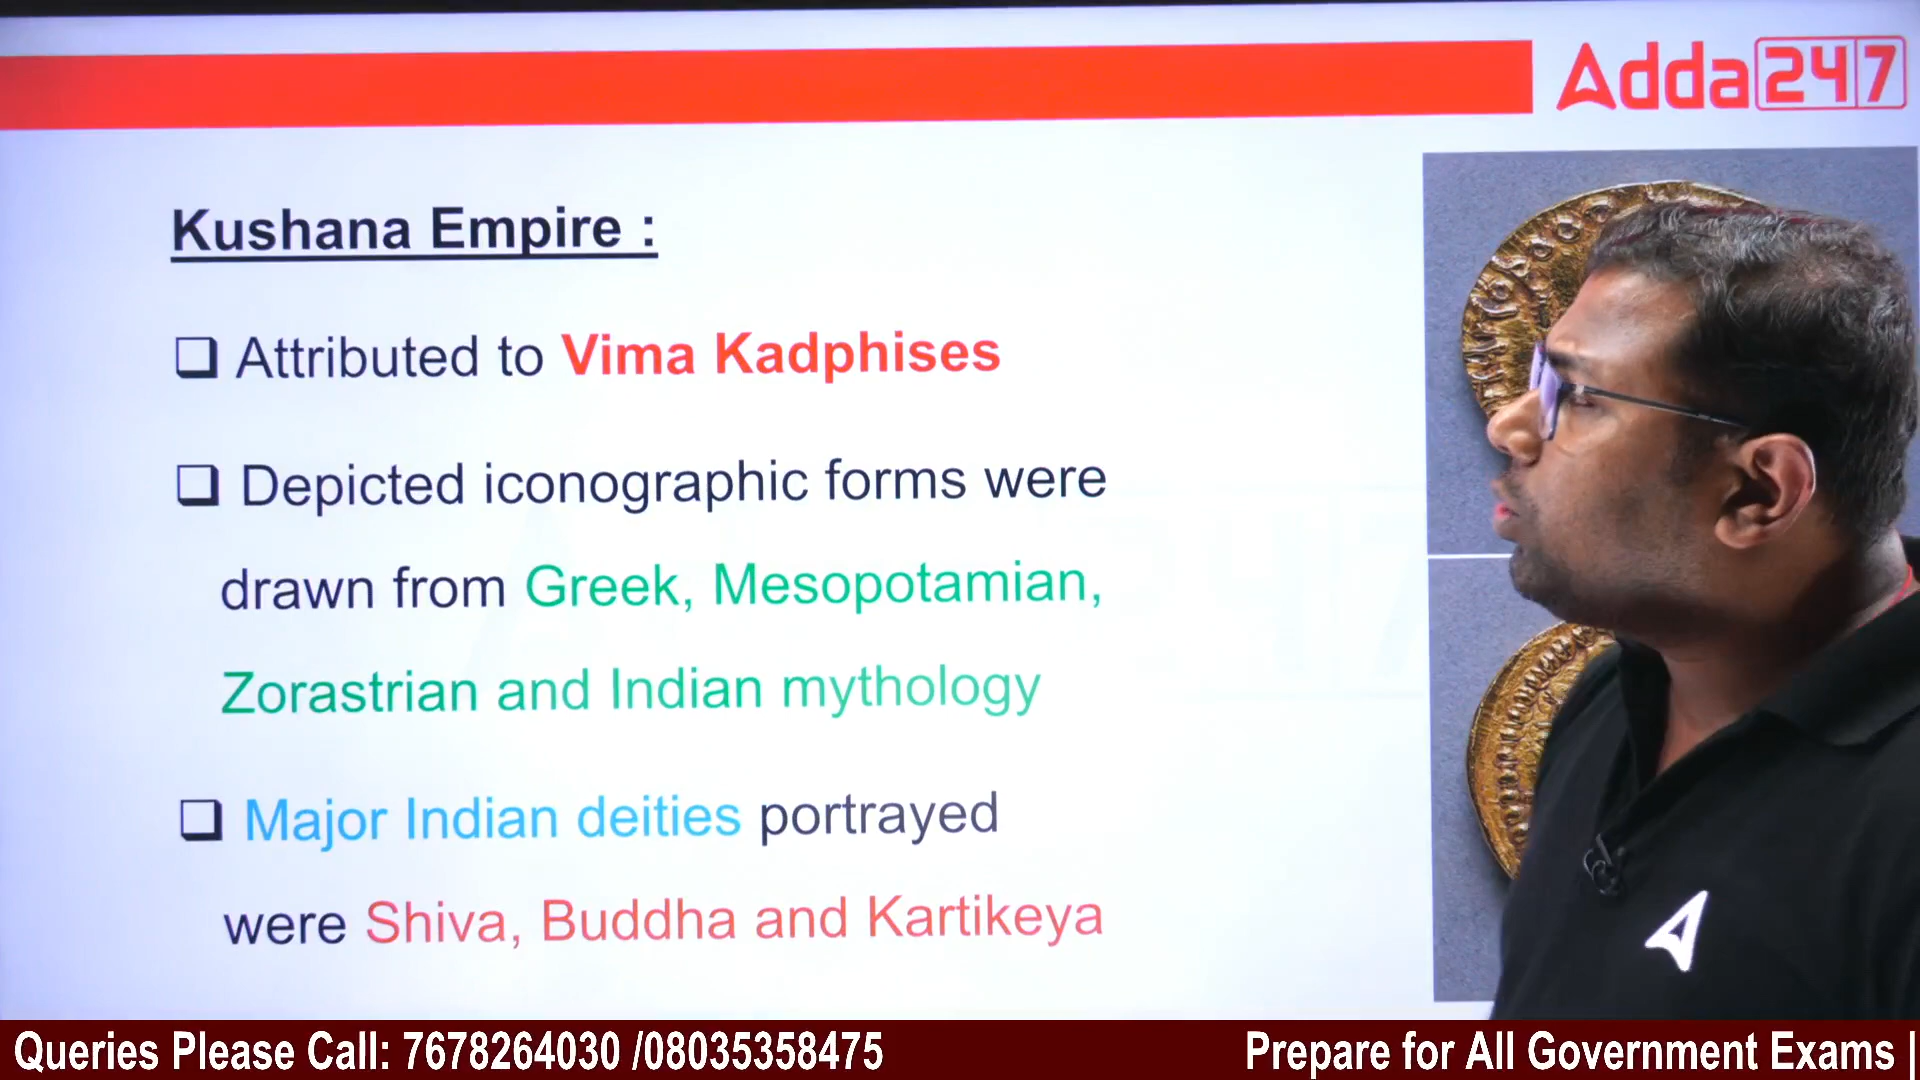 Adda247
Kushana Empire :
Attributed to Vima Kadphises
Depicted iconographic forms were
drawn from Greek, Mesopotamian,
Zorastrian and Indian mythology
Major Indian deities portrayed
were Shiva, Buddha and Kartikeya
Queries Please Call: 7678264030 /08035358475
Prepare for All Government Exams |